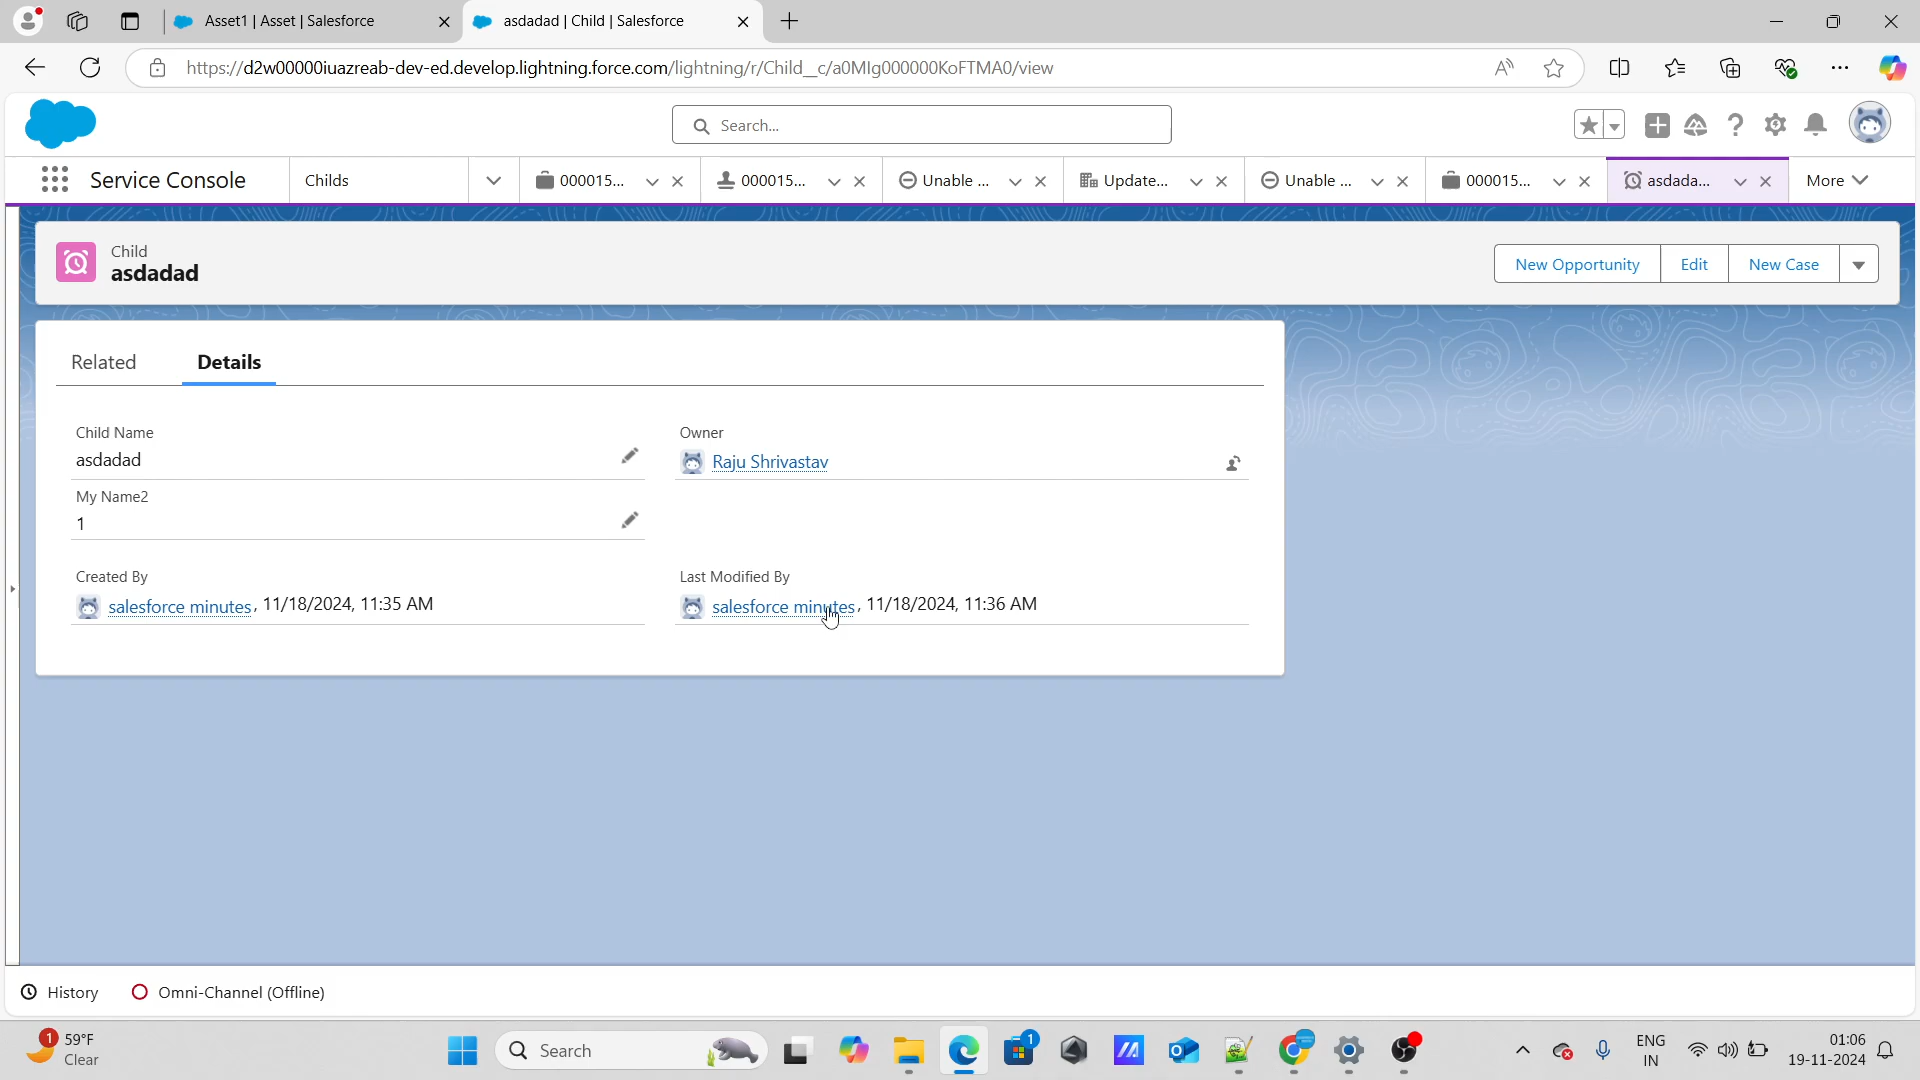 Asset1 | Asset | Salesforce
asdadad | Child | Salesforce
https://d2w00000iuazreab-dev-ed.develop.lightning.force.com/lightning/r/Child__c/a0MIg000000KoFTMA0/view
Search...
Service Console
Childs
000015...
000015...
Unable ...
Update...
Unable ...
000015...
asdada...
More
Child
asdadad
New Opportunity
Edit
New Case
Related
Details
Child Name
asdadad
Owner
Raju Shrivastav
My Name2
1
Created By
salesforce minutes, 11/18/2024, 11:35 AM
Last Modified By
salesforce minutes, 11/18/2024, 11:36 AM
History
Omni-Channel (Offline)
1
59°F
Clear
Search
1
ENG
IN
01:06
19-11-2024